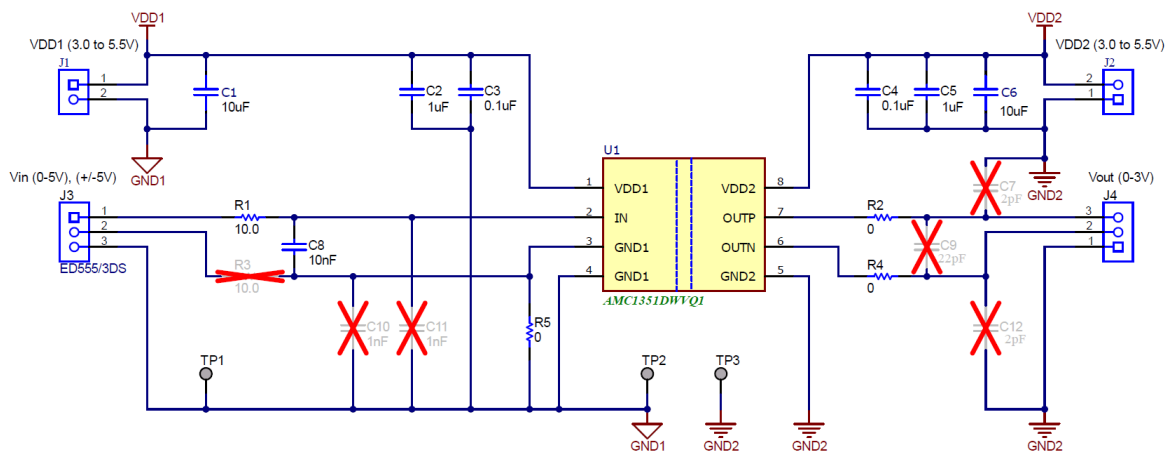 VDD1
VDD2
VDD1 (3.0 to 5.5V)
VDD2 (3.0 to 5.5V)
J1
1
2
C1
10uF
C2
1uF
C3
0.1uF
C4
0.1uF
C5
1uF
C6
10uF
J2
2
1
GND1
GND2
U1
1
VDD1
2
IN
3
GND1
4
GND1
VDD2
8
OUTP
7
OUTN
6
GND2
5
AMC1351DWVQ1
Vin (0-5V), (+/-5V)
J3
1
2
3
ED555/3DS
R1
10.0
C8
10nF
R3
10.0
C10
1nF
C11
1nF
R5
0
R2
0
R4
0
C7
2pF
C9
22pF
C12
2pF
Vout (0-3V)
J4
3
2
1
TP1
TP2
TP3
GND1
GND2
GND2
GND2